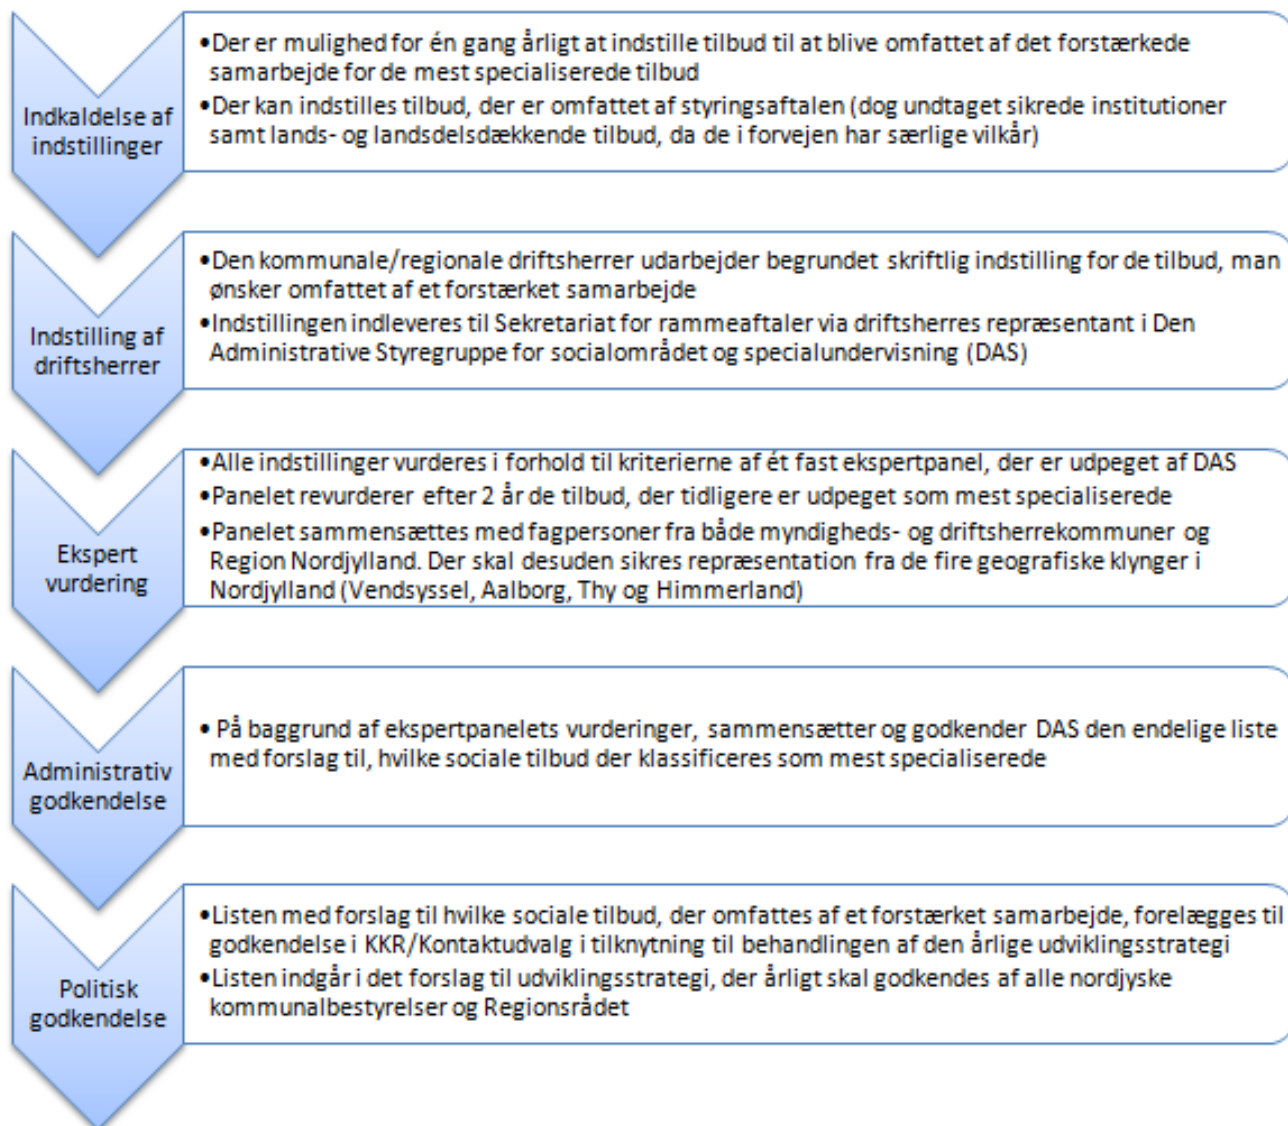 Indkaldelse af
indstillinger
•Der er mulighed for én gang årligt at indstille tilbud til at blive omfattet af det forstærkede
samarbejde for de mest specialiserede tilbud
•Der kan indstilles tilbud, der er omfattet af styringsaftalen (dog undtaget sikrede institutioner
samt lands- og landsdelsdækkende tilbud, da de i forvejen har særlige vilkår)
Indstilling af
driftsherrer
•Den kommunale/regionale driftsherrer udarbejder begrundet skriftlig indstilling for de tilbud, man
ønsker omfattet af et forstærket samarbejde
•Indstillingen indleveres til Sekretariat for rammeaftaler via driftsherres repræsentant i Den
Administrative Styregruppe for socialområdet og specialundervisning (DAS)
Ekspert
vurdering
•Alle indstillinger vurderes i forhold til kriterierne af ét fast ekspertpanel, der er udpeget af DAS
•Panelet revurderer efter 2 år de tilbud, der tidligere er udpeget som mest specialiserede
•Panelet sammensættes med fagpersoner fra både myndigheds- og driftsherrekommuner og
Region Nordjylland. Der skal desuden sikres repræsentation fra de fire geografiske klynger i
Nordjylland (Vendsyssel, Aalborg, Thy og Himmerland)
Administrativ
godkendelse
• På baggrund af ekspertpanelets vurderinger, sammensætter og godkender DAS den endelige liste
med forslag til, hvilke sociale tilbud der klassificeres som mest specialiserede
Politisk
godkendelse
•Listen med forslag til hvilke sociale tilbud, der omfattes af et forstærket samarbejde, forelægges til
godkendelse i KKR/Kontaktudvalg i tilknytning til behandlingen af den årlige udviklingsstrategi
•Listen indgår i det forslag til udviklingsstrategi, der årligt skal godkendes af alle nordjyske
kommunalbestyrelser og Regionsrådet